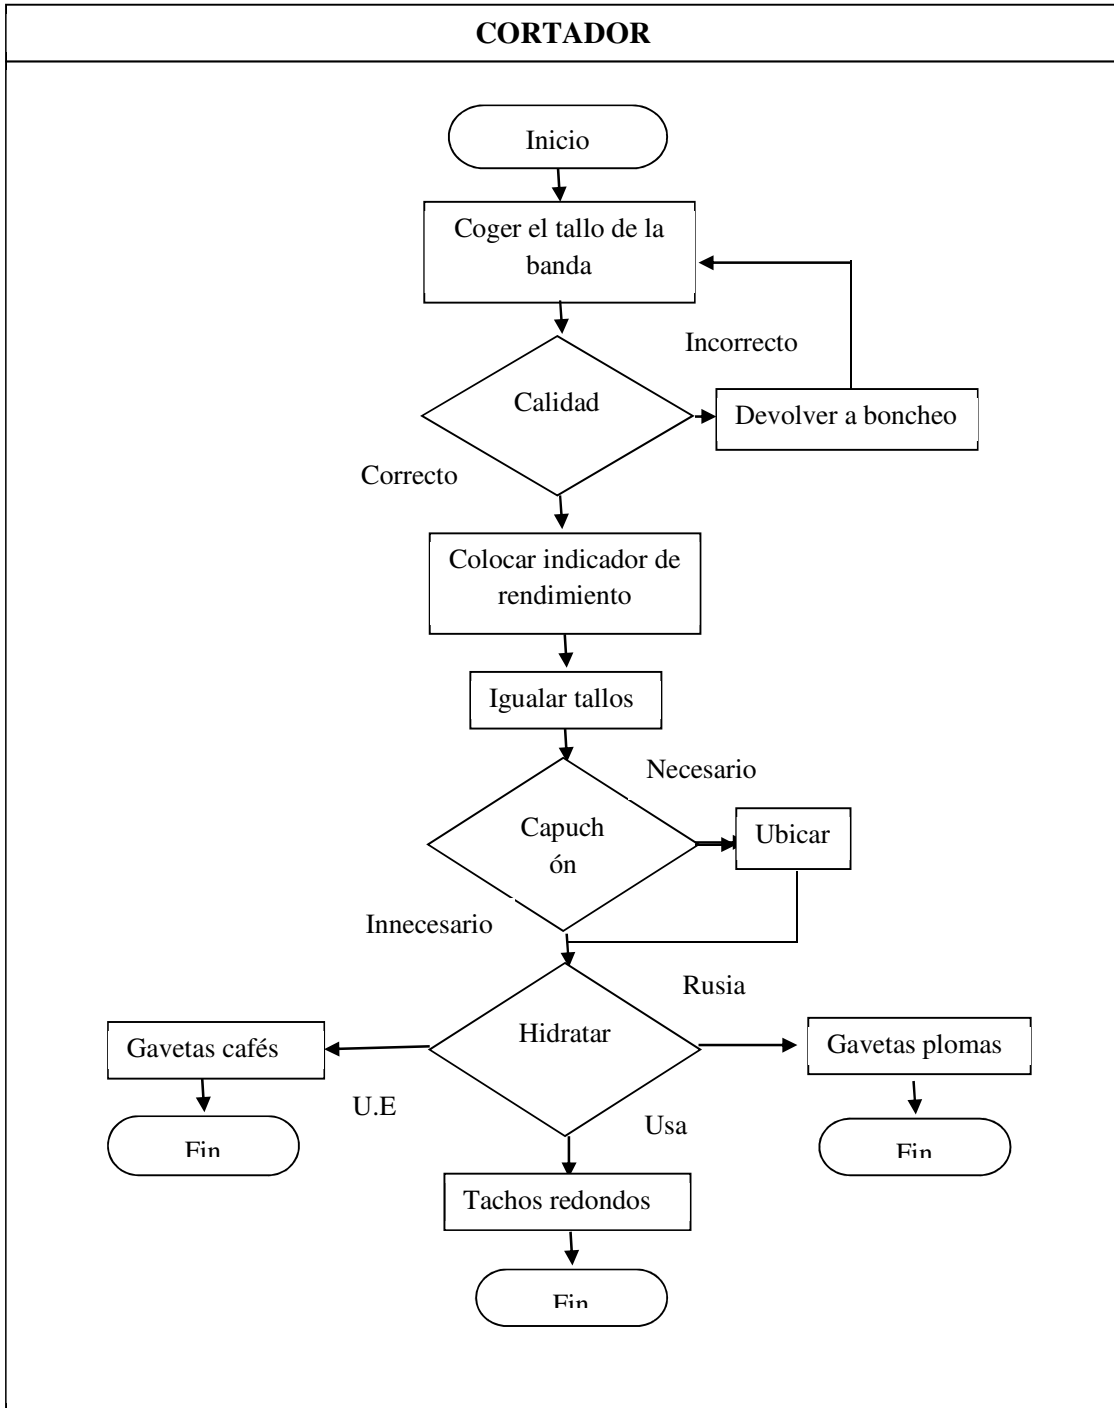 CORTADOR
Inicio
Coger el tallo de la
banda
Incorrecto
Calidad
Devolver a boncheo
Correcto
Colocar indicador de
rendimiento
Igualar tallos
Necesario
Capuch
ón
Ubicar
Innecesario
Rusia
Hidratar
Gavetas cafés
Gavetas plomas
U.E
Usa
Fin
Fin
Tachos redondos
Fin